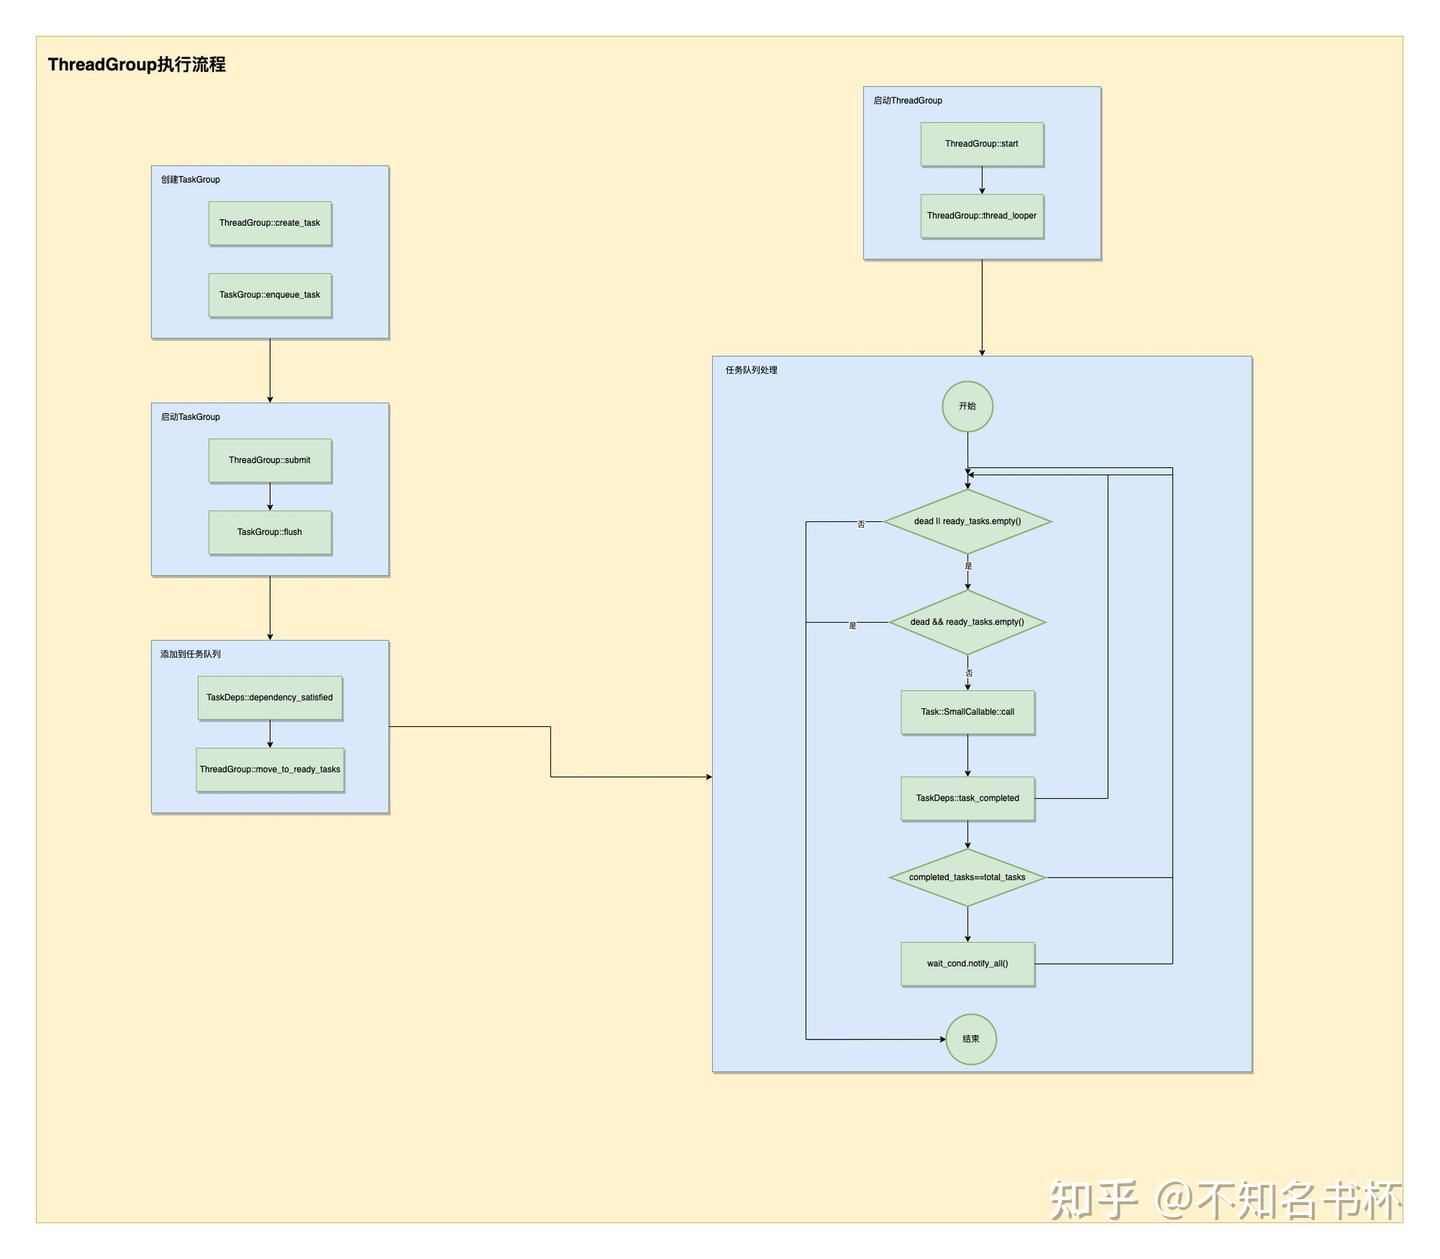 ThreadGroup执行流程
创建TaskGroup
ThreadGroup::create_task
TaskGroup::enqueue_task
启动TaskGroup
ThreadGroup::submit
TaskGroup::flush
添加到任务队列
TaskDeps::dependency_satisfied
ThreadGroup::move_to_ready_tasks
启动ThreadGroup
ThreadGroup::start
ThreadGroup::thread_looper
任务队列处理
开始
dead || ready_tasks.empty()
否
是
dead && ready_tasks.empty()
是
否
Task::SmallCallable::call
TaskDeps::task_completed
completed_tasks==total_tasks
wait_cond.notify_all()
结束
知乎 @不知名书杯